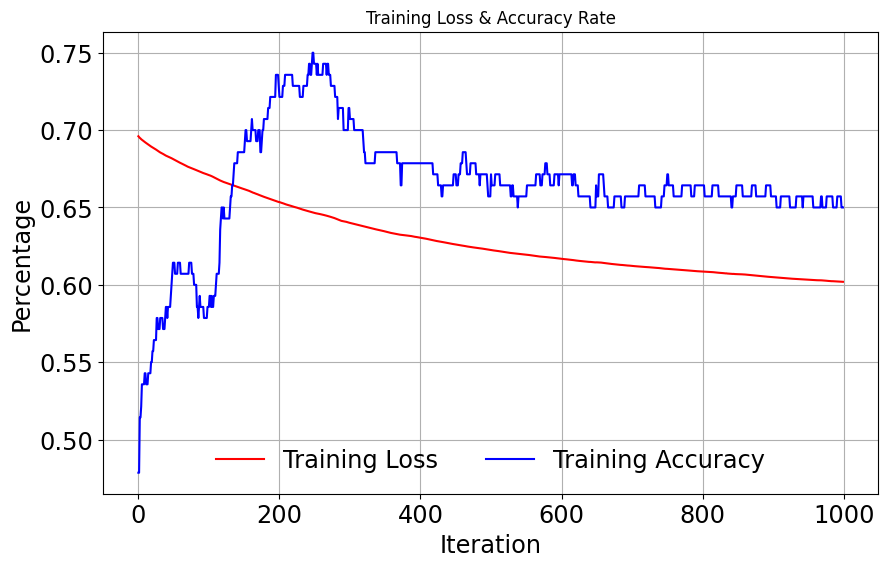 Training Loss & Accuracy Rate
0.75
0.70
0.65
0.60
0.55
0.50
Percentage
Training Loss
Training Accuracy
0
200
400
600
800
1000
Iteration